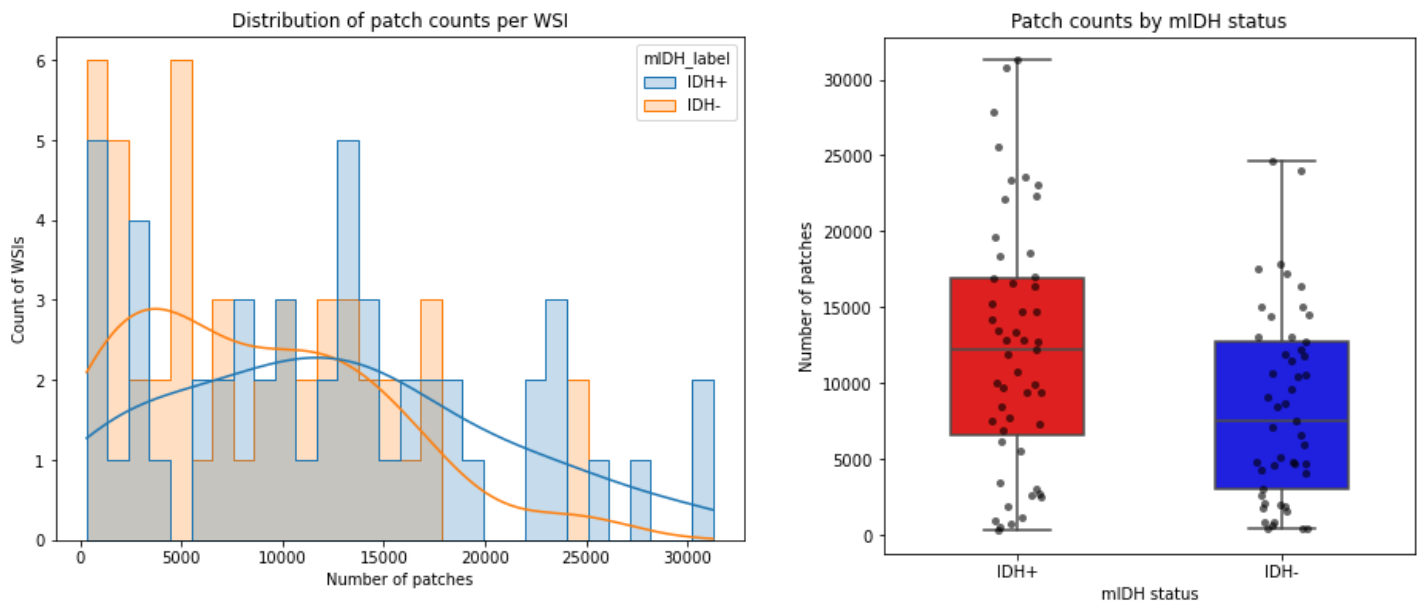 Distribution of patch counts per WSI
Count of WSIs
6
5
4
3
2
1
0
mIDH_label
IDH+
IDH-
0 5000 10000 15000 20000 25000 30000
Number of patches
Patch counts by mIDH status
Number of patches
30000
25000
20000
15000
10000
5000
0
IDH+ IDH-
mIDH status